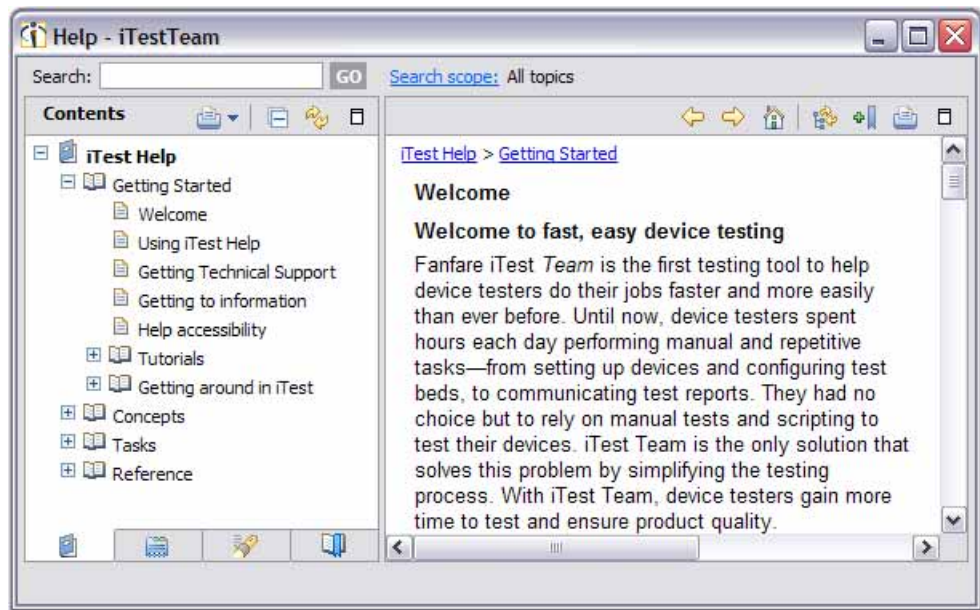 Help - iTestTeam
Search:
GO
Search scope: All topics
Contents
iTest Help
Getting Started
Welcome
Using iTest Help
Getting Technical Support
Getting to information
Help accessibility
Tutorials
Getting around in iTest
Concepts
Tasks
Reference
iTest Help > Getting Started
Welcome
Welcome to fast, easy device testing
Fanfare iTest Team is the first testing tool to help
device testers do their jobs faster and more easily
than ever before. Until now, device testers spent
hours each day performing manual and repetitive
tasks—from setting up devices and configuring test
beds, to communicating test reports. They had no
choice but to rely on manual tests and scripting to
test their devices. iTest Team is the only solution that
solves this problem by simplifying the testing
process. With iTest Team, device testers gain more
time to test and ensure product quality.